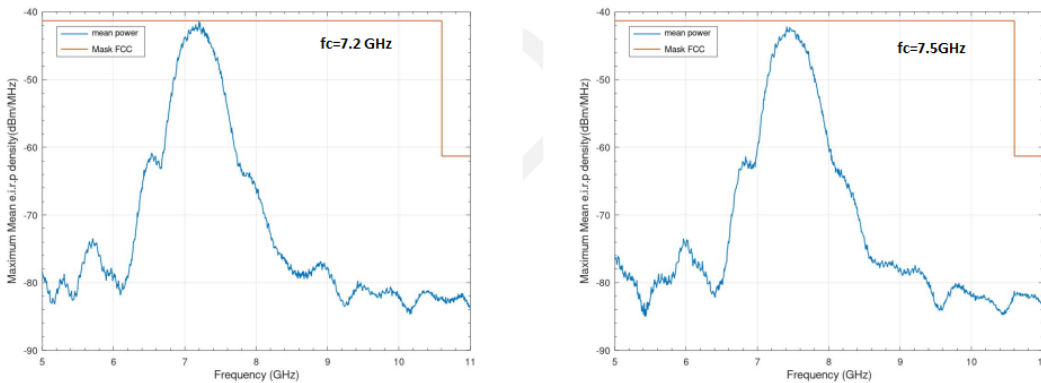 -40
-50
-60
-70
-80
-90
Maximum Mean e.i.r.p density(dBm/MHz)
mean power
Mask FCC
fc=7.2 GHz
5
6
7
8
9
10
11
Frequency (GHz)
-40
-50
-60
-70
-80
-90
Maximum Mean e.i.r.p density(dBm/MHz)
mean power
Mask FCC
fc=7.5GHz
5
6
7
8
9
10
11
Frequency (GHz)